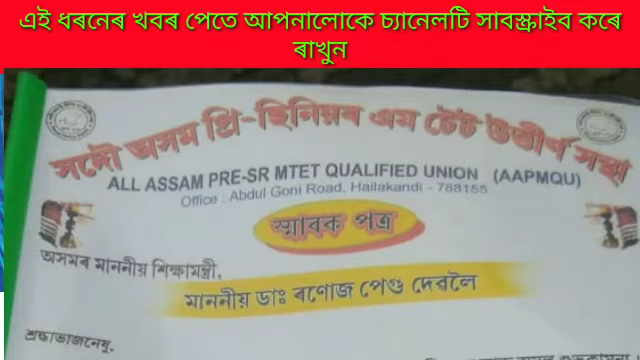 এই ধৰনেৰ খবৰ পেতে আপনালোকে চ্যানেলটি সাবস্ক্ৰাইব কৰে
ৰাখুন
সদৌ অসম প্ৰি-ছিনিয়ৰ এম টেট উত্তীৰ্ণ সন্থা
ALL ASSAM PRE-SR MTET QUALIFIED UNION (AAPMQU)
Office : Abdul Goni Road, Hailakandi - 788155
স্মাৰক পত্ৰ
অসমৰ মাননীয় শিক্ষামন্ত্ৰী,
মাননীয় ডাঃ ৰণোজ পেগু দেৱলৈ
শ্ৰদ্ধাভাজনেষু,